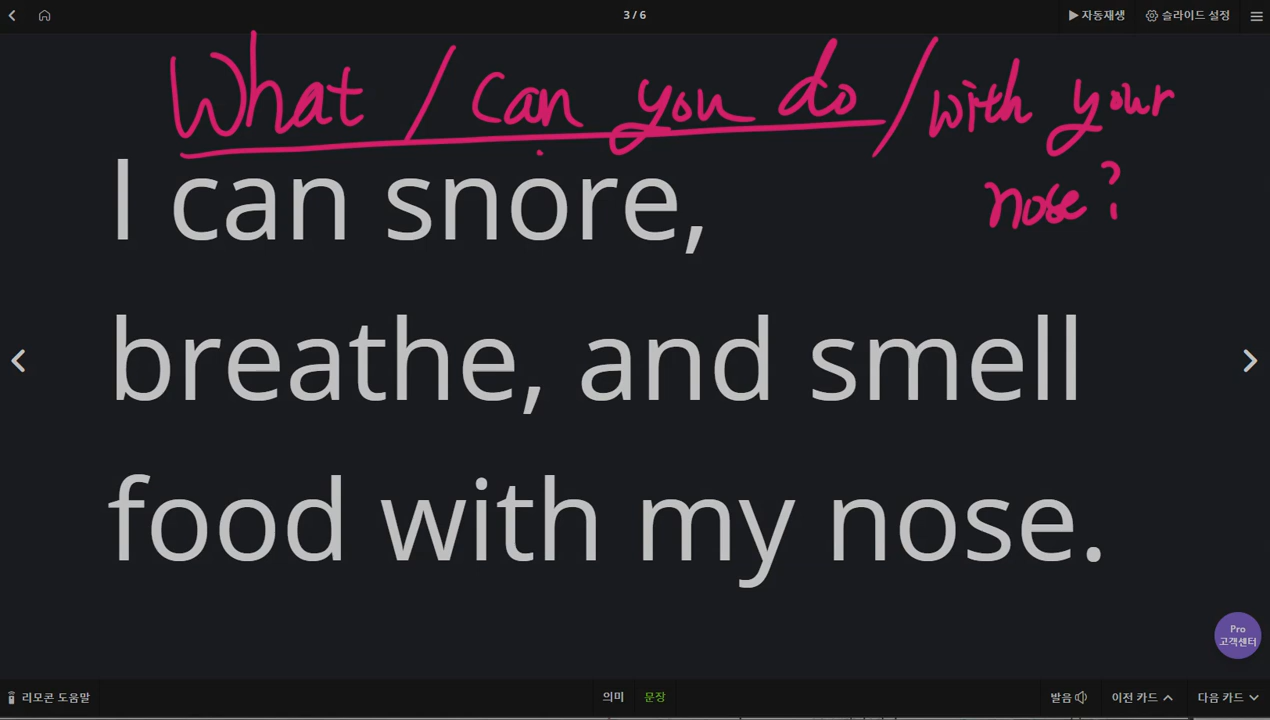 3 / 6
자동재생
슬라이드 설정
What / can you do / with your
nose?
I can snore,
breathe, and smell
food with my nose.
Pro
고객센터
리모콘 도움말
의미
문장
발음
이전 카드
다음 카드